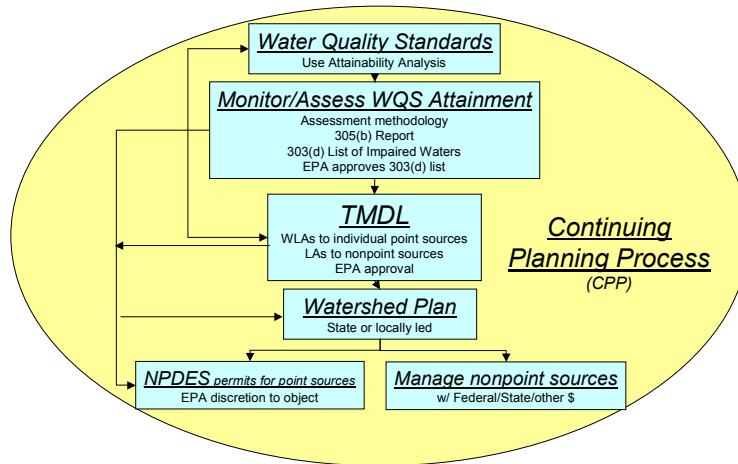 Water Quality Standards
Use Attainability Analysis
Monitor/Assess WQS Attainment
Assessment methodology
305(b) Report
303(d) List of Impaired Waters
EPA approves 303(d) list
TMDL
WLAs to individual point sources
LAs to nonpoint sources
EPA approval
Continuing
Planning Process
(CPP)
Watershed Plan
State or locally led
NPDES permits for point sources
EPA discretion to object
Manage nonpoint sources
w/ Federal/State/other $